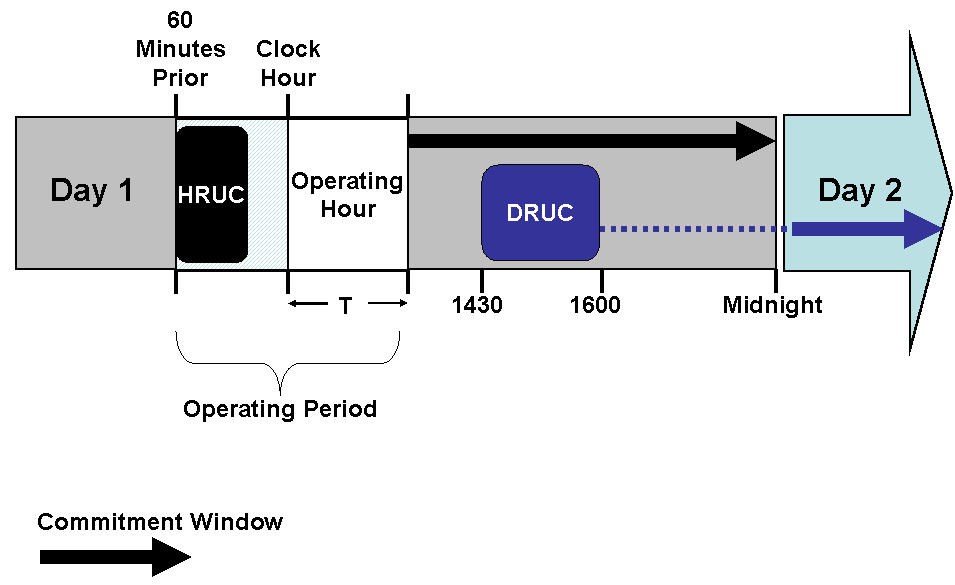 60
Minutes
Prior
Clock
Hour
Day 1
HRUC
Operating
Hour
DRUC
Day 2
T
1430
1600
Midnight
Operating Period
Commitment Window